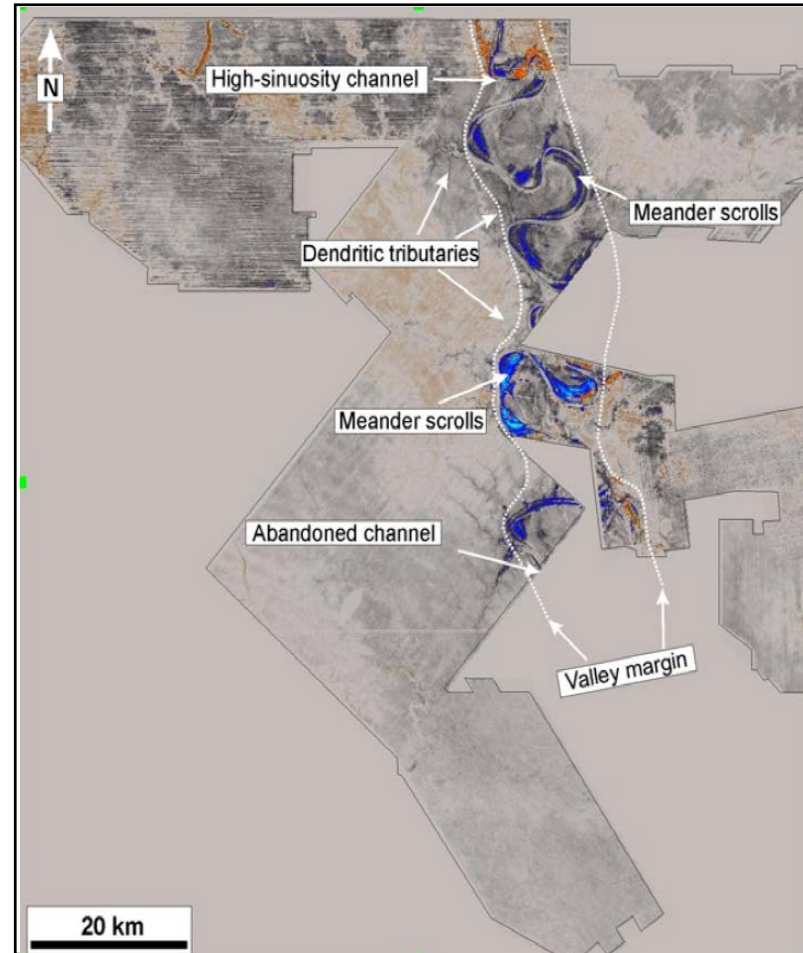 N
High-sinuosity channel
Meander scrolls
Dendritic tributaries
Meander scrolls
Abandoned channel
Valley margin
20 km